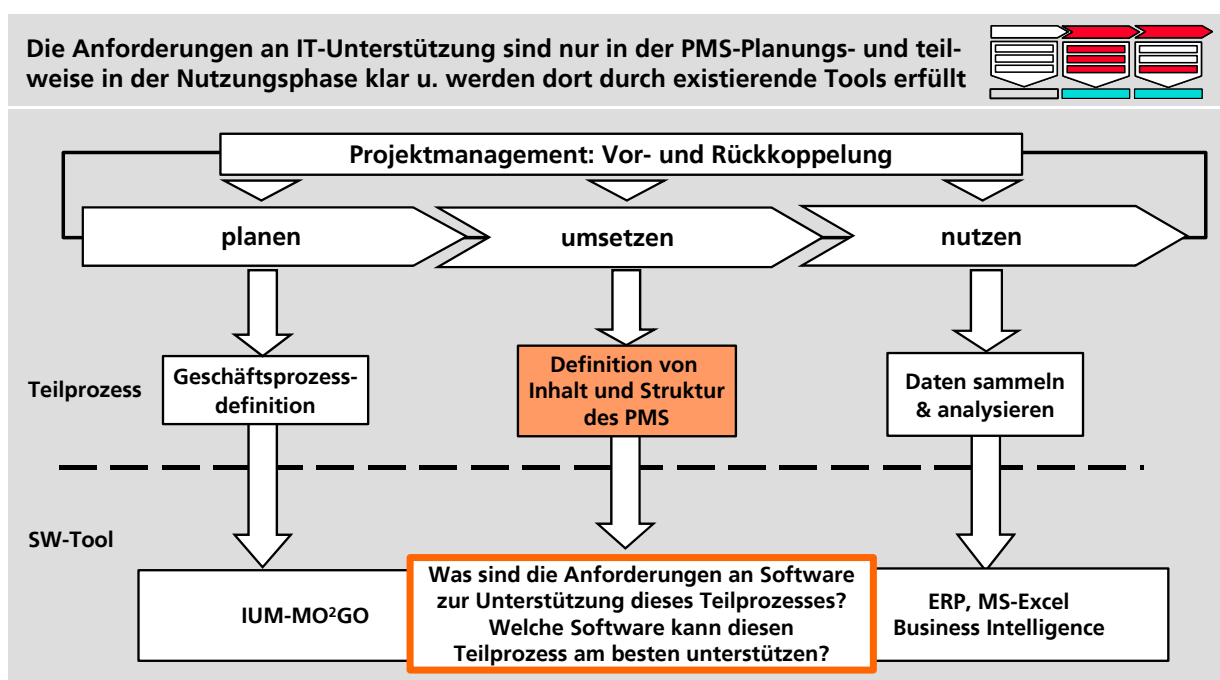 Die Anforderungen an IT-Unterstützung sind nur in der PMS-Planungs- und teil-
weise in der Nutzungsphase klar u. werden dort durch existierende Tools erfüllt
Projektmanagement: Vor- und Rückkoppelung
planen
umsetzen
nutzen
Teilprozess
Geschäftsprozess-
definition
Definition von
Inhalt und Struktur
des PMS
Daten sammeln
& analysieren
SW-Tool
IUM-MO²GO
Was sind die Anforderungen an Software
zur Unterstützung dieses Teilprozesses?
Welche Software kann diesen
Teilprozess am besten unterstützen?
ERP, MS-Excel
Business Intelligence